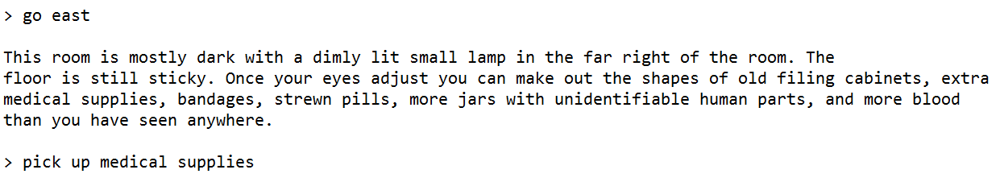 > go east
This room is mostly dark with a dimly lit small lamp in the far right of the room. The
floor is still sticky. Once your eyes adjust you can make out the shapes of old filing cabinets, extra
medical supplies, bandages, strewn pills, more jars with unidentifiable human parts, and more blood
than you have seen anywhere.
> pick up medical supplies